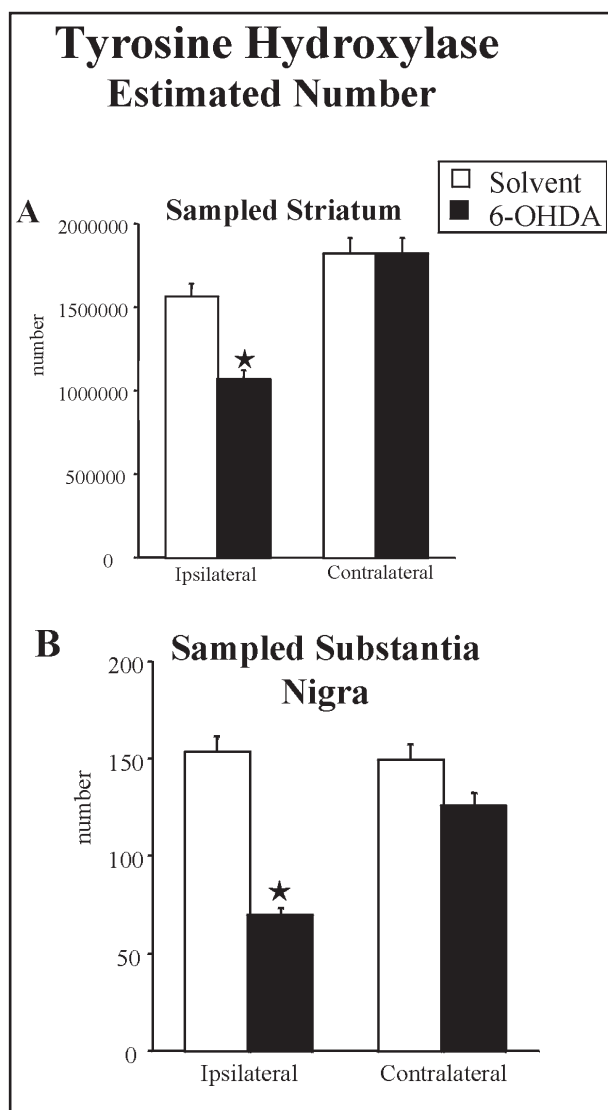 Tyrosine Hydroxylase
Estimated Number
Solvent
6-OHDA
A
Sampled Striatum
number
2000000
1500000
1000000
500000
0
Ipsilateral
Contralateral
B
Sampled Substantia
Nigra
number
200
150
100
50
0
Ipsilateral
Contralateral